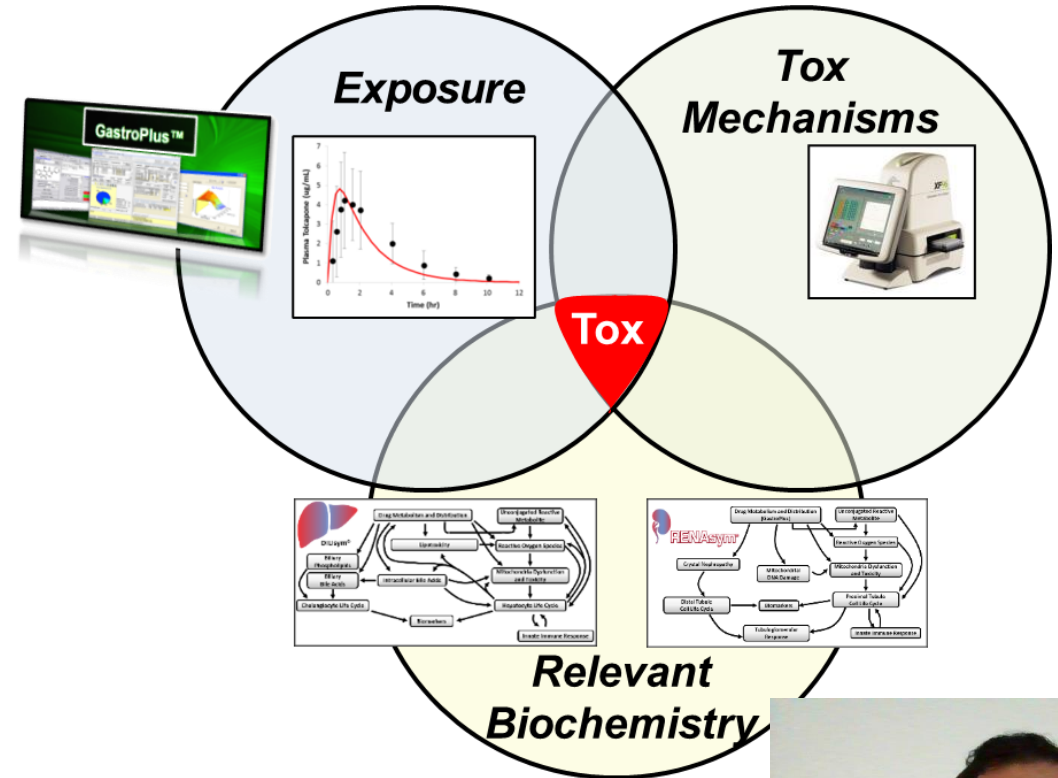 Exposure
Tox
Mechanisms
GastroPlus™
Plasma Tolcapone (ug/mL)
7
6
5
4
3
2
1
0
0 2 4 6 8 10 12
Time (hr)
XF
Tox
DILIsym®
Drug Metabolism and Distribution
Unconjugated Reactive
Metabolite
Lipotoxicity
Reactive Oxygen Species
Biliary
Phospholipids
Mitochondria Dysfunction
and Toxicity
Biliary
Bile Acids
Intracellular Bile Acids
Cholangiocyte Life Cycle
Hepatocyte Life Cycle
Biomarkers
Innate Immune Response
RENAsym®
Drug Metabolism and Distribution
(GastroPlus)
Unconjugated Reactive
Metabolite
Reactive Oxygen Species
Crystal Nephropathy
Mitochondrial
DNA Damage
Mitochondria Dysfunction
and Toxicity
Distal Tubule
Cell Life Cycle
Biomarkers
Proximal Tubule
Cell Life Cycle
Tubuloglomerular
Response
Innate Immune Response
Relevant
Biochemistry